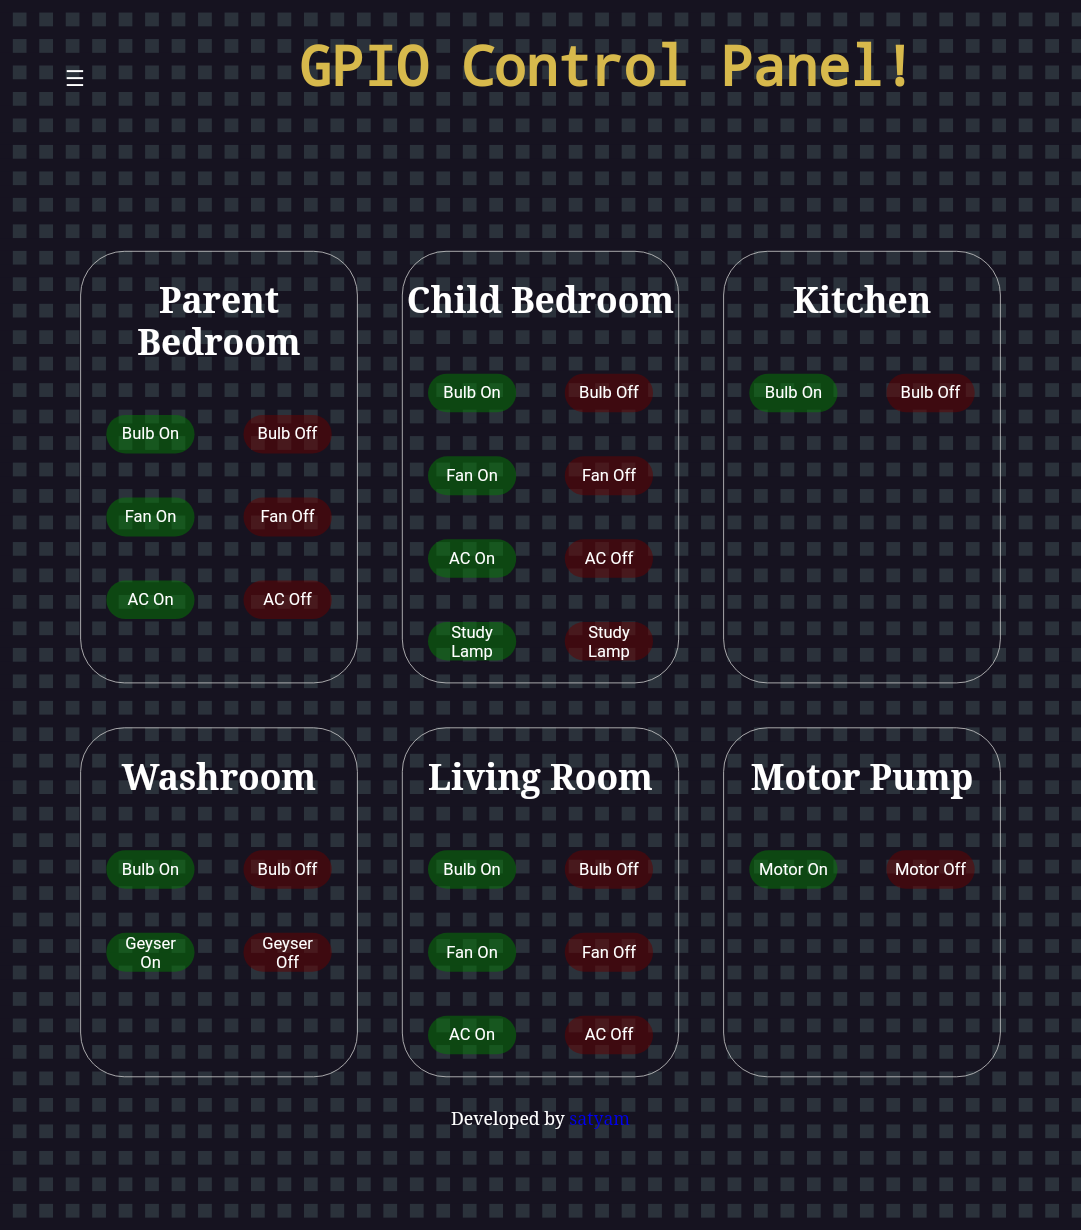 ☰
GPIO Control Panel!
Parent
Bedroom
Bulb On
Bulb Off
Fan On
Fan Off
AC On
AC Off
Child Bedroom
Bulb On
Bulb Off
Fan On
Fan Off
AC On
AC Off
Study
Lamp
Study
Lamp
Kitchen
Bulb On
Bulb Off
Washroom
Bulb On
Bulb Off
Geyser
On
Geyser
Off
Living Room
Bulb On
Bulb Off
Fan On
Fan Off
AC On
AC Off
Motor Pump
Motor On
Motor Off
Developed by satyam